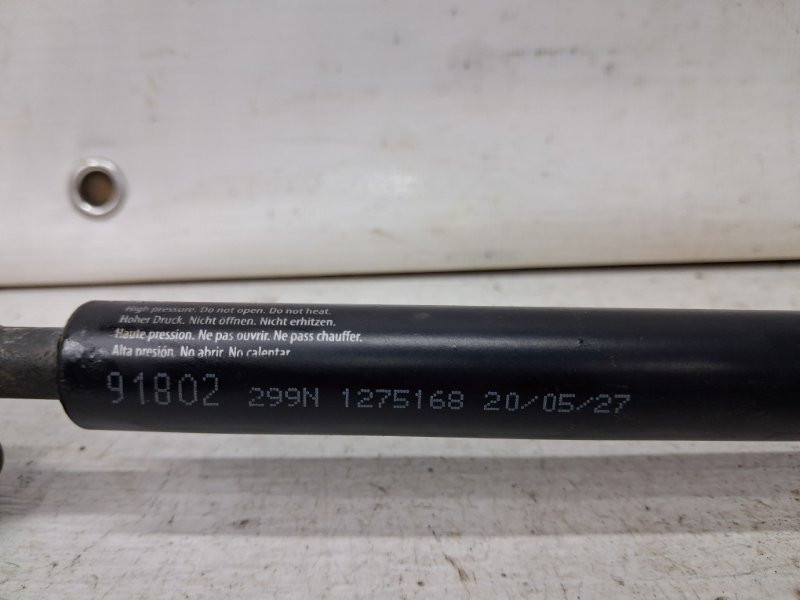 High pressure. Do not open. Do not heat.
Hoher Druck. Nicht öffnen. Nicht erhitzen.
Haute pression. Ne pas ouvrir. Ne pass chauffer.
Alta presión. No abrir. No calentar
91802 299N 1275168 20/05/27